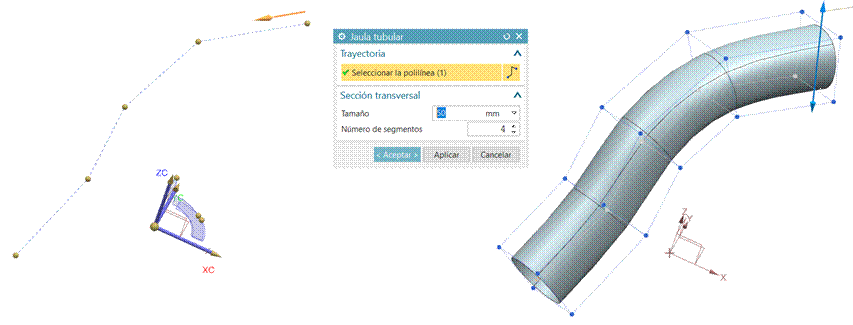 Jaula tubular
Trayectoria
Seleccionar la polilínea (1)
Sección transversal
Tamaño 50 mm
Número de segmentos 4
< Aceptar > Aplicar Cancelar
ZC
XC
Z
Y
X